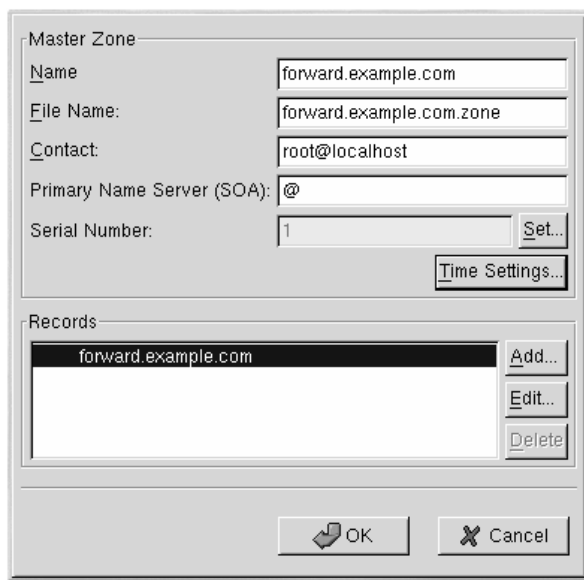 Master Zone
Name forward.example.com
File Name: forward.example.com.zone
Contact: root@localhost
Primary Name Server (SOA): @
Serial Number: 1 Set...
Time Settings...
Records
forward.example.com Add...
Edit...
Delete
OK Cancel